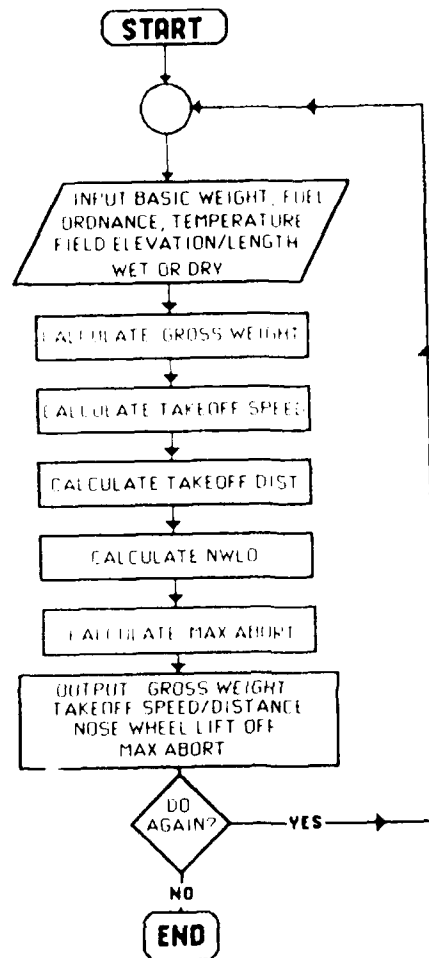 START
INPUT BASIC WEIGHT, FUEL
ORDNANCE, TEMPERATURE
FIELD ELEVATION/LENGTH
WET OR DRY
CALCULATE GROSS WEIGHT
CALCULATE TAKEOFF SPEED
CALCULATE TAKEOFF DIST
CALCULATE NWLO
CALCULATE MAX ABORT
OUTPUT GROSS WEIGHT
TAKEOFF SPEED/DISTANCE
NOSE WHEEL LIFT OFF
MAX ABORT
DO
AGAIN?
YES
NO
END